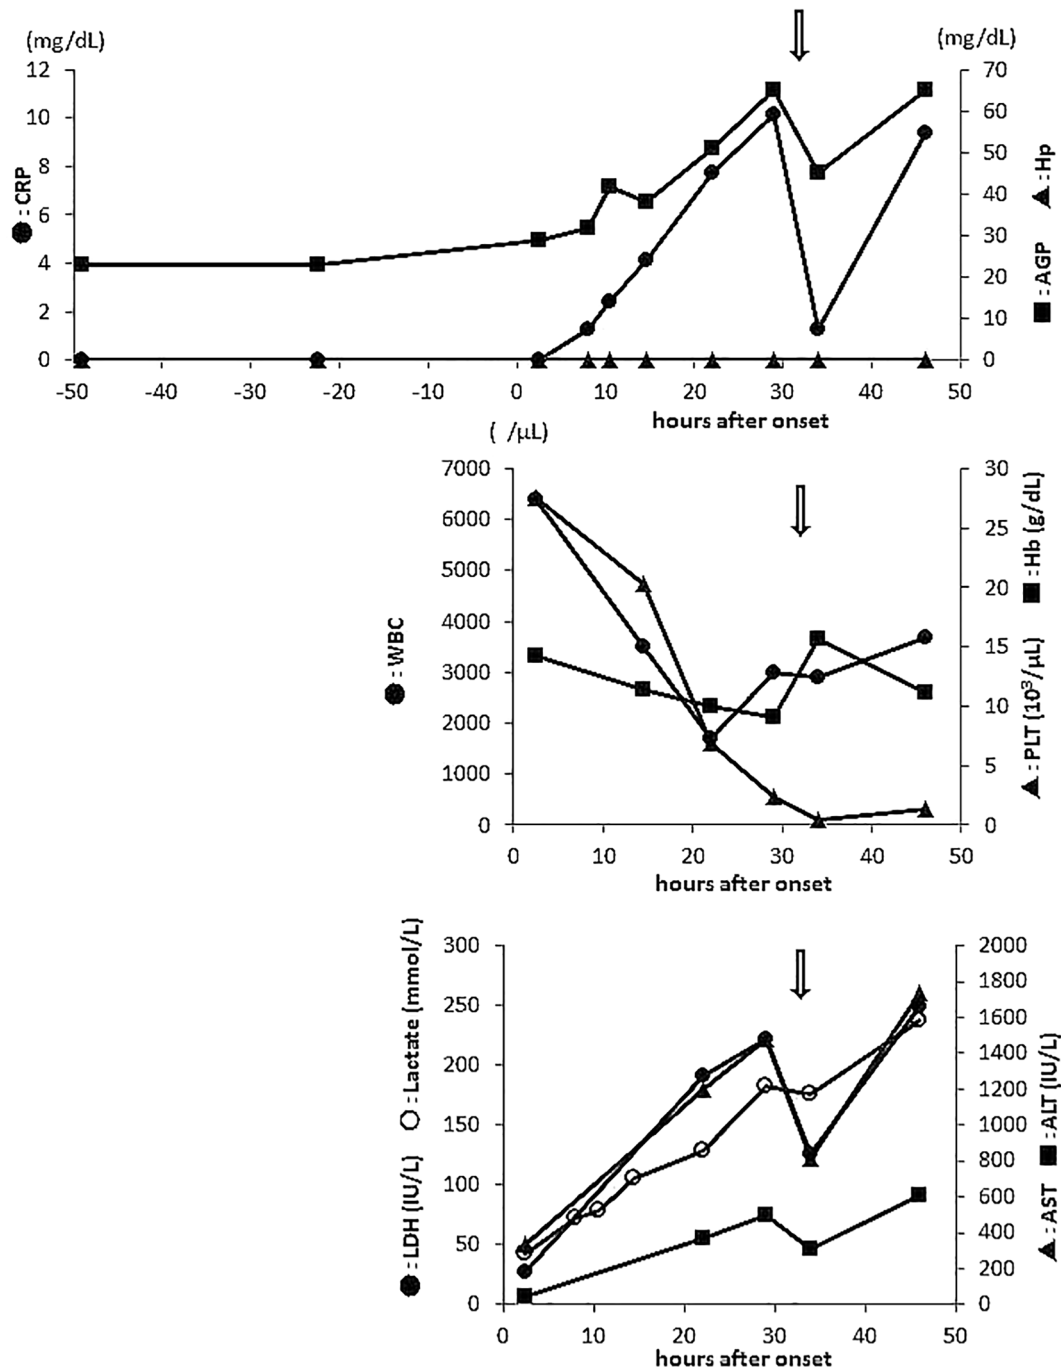 (mg/dL) (mg/dL)
12 70
10 60
8 50
6 40
4 30
2 20
0 10
0
-50 -40 -30 -20 -10 0 10 20 30 40 50
hours after onset
: CRP
: Hp
: AGP
( /μL)
7000 30
6000 25
5000 20
4000 15
3000 10
2000 5
1000 0
0
0 10 20 30 40 50
hours after onset
: WBC
: Hb (g/dL)
: PLT (10³/μL)
300 2000
250 1800
200 1600
150 1400
100 1200
50 1000
0 800
600
400
200
0
0 10 20 30 40 50
hours after onset
: LDH (IU/L) : Lactate (mmol/L)
: AST : ALT (IU/L)